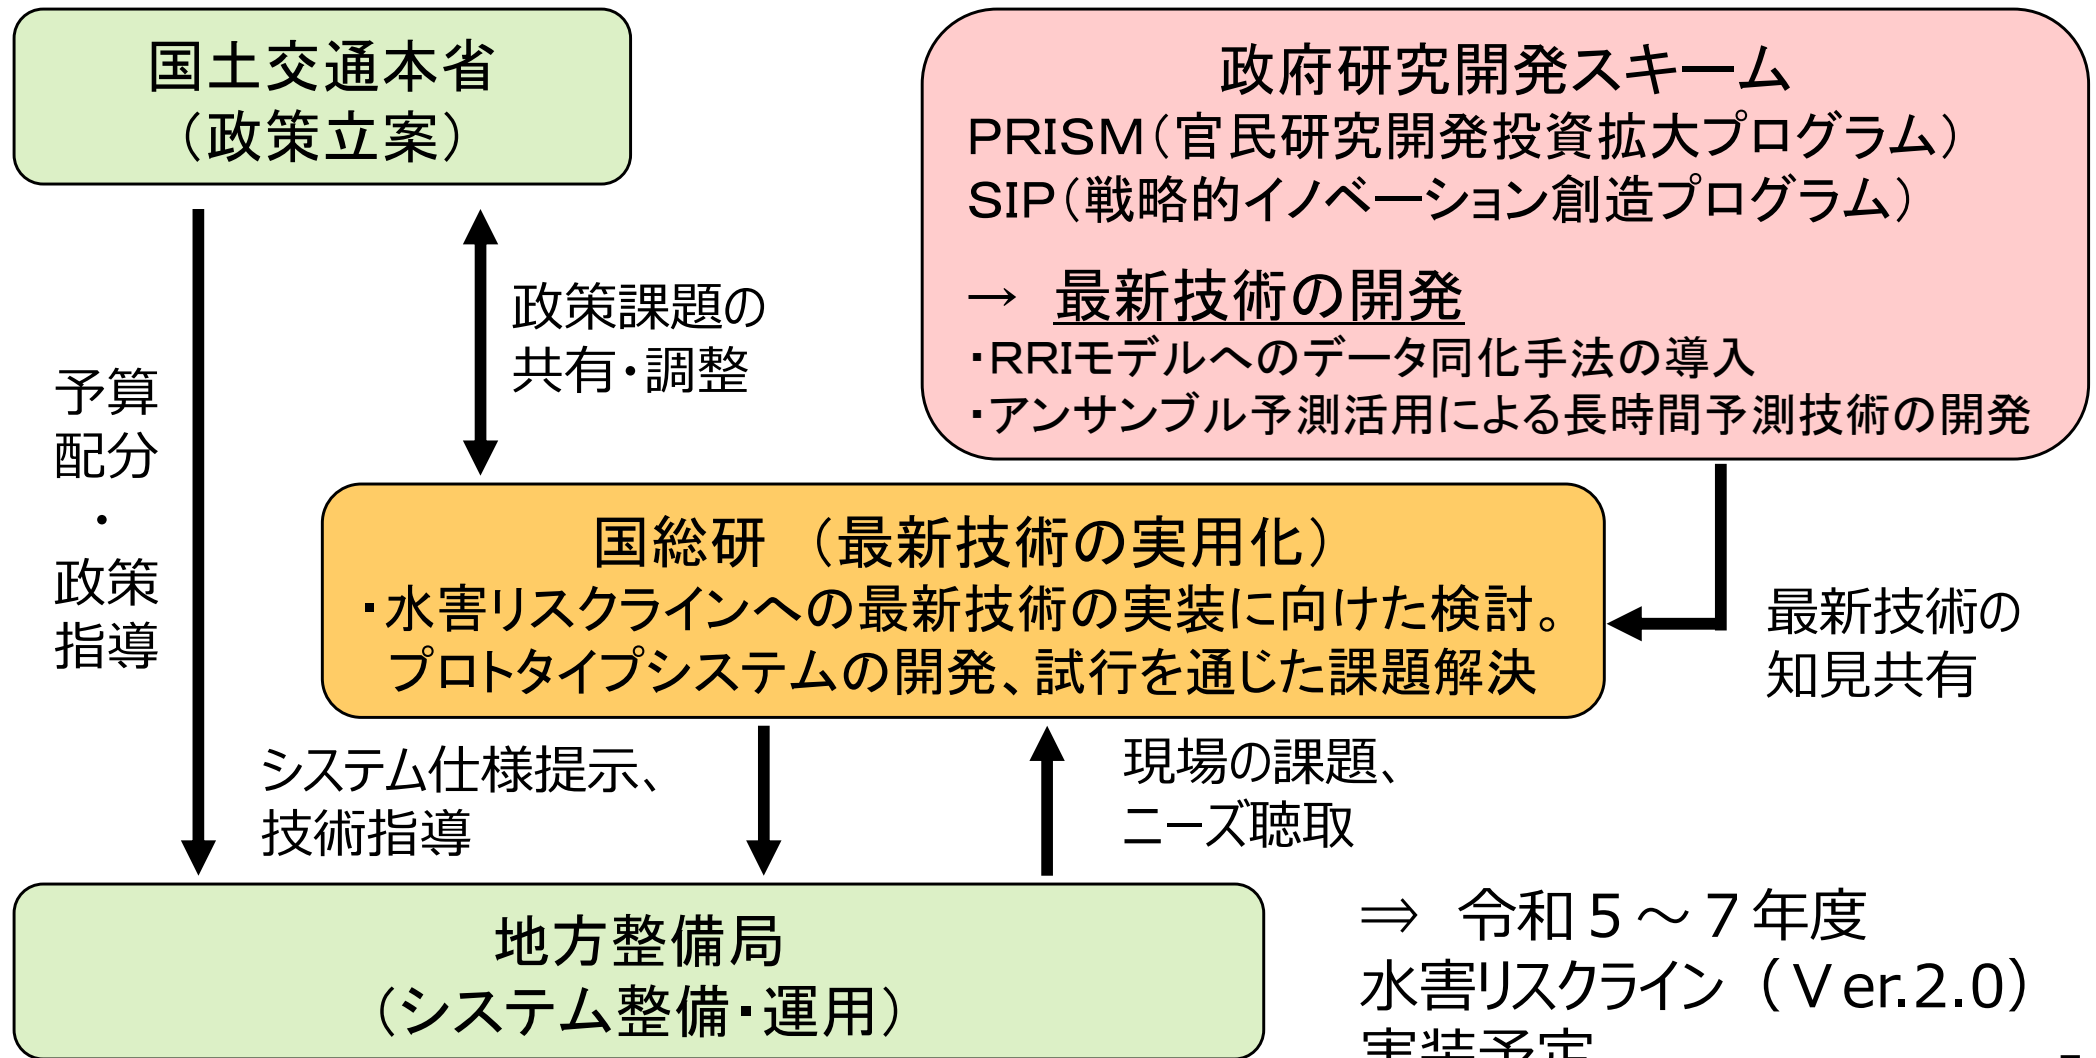 国土交通本省
（政策立案）
政府研究開発スキーム
PRISM（官民研究開発投資拡大プログラム）
SIP（戦略的イノベーション創造プログラム）
→ 最新技術の開発
・RRIモデルへのデータ同化手法の導入
・アンサンブル予測活用による長時間予測技術の開発
政策課題の
共有・調整
予算
配分
・
政策
指導
国総研 （最新技術の実用化）
・水害リスクラインへの最新技術の実装に向けた検討。
プロトタイプシステムの開発、試行を通じた課題解決
最新技術の
知見共有
システム仕様提示、
技術指導
現場の課題、
ニーズ聴取
地方整備局
（システム整備・運用）
⇒ 令和５～７年度
水害リスクライン（Ｖer.2.0）
実装予定